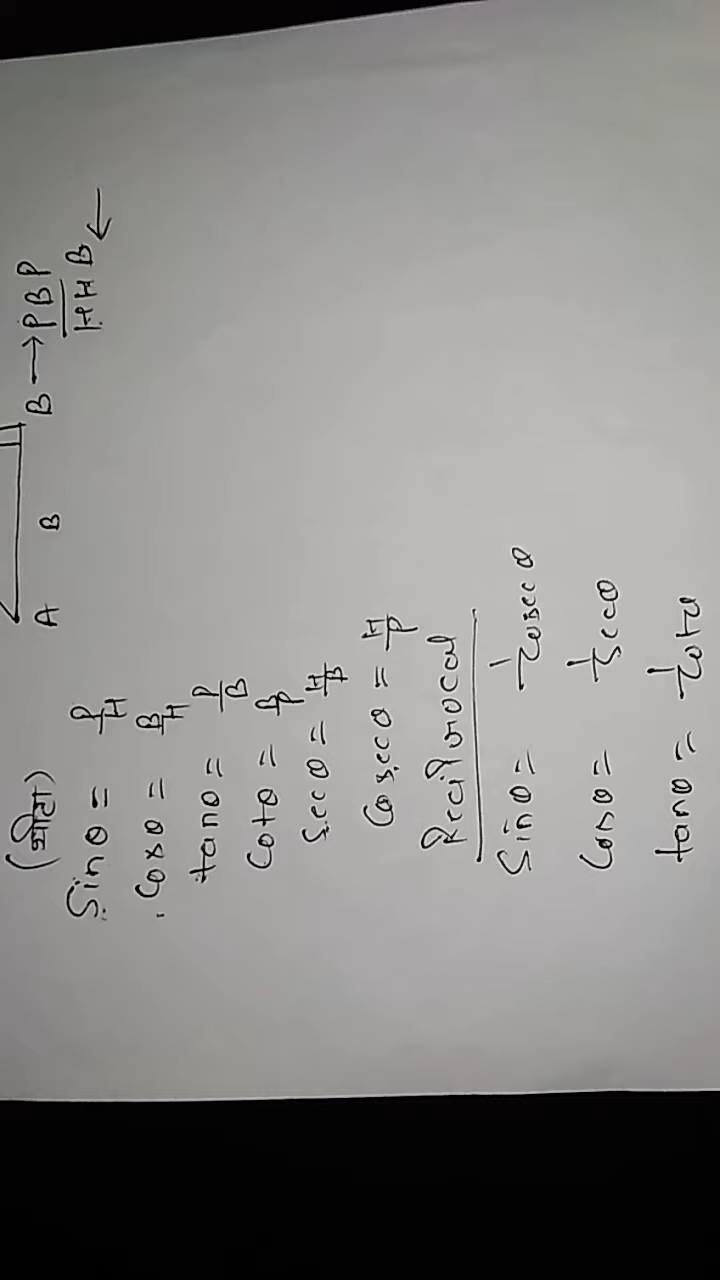 B → PBP
HHB ←
A B
(थीटा)
Sinθ = P/H
Cosθ = B/H
tanθ = P/B
Cotθ = B/P
Secθ = H/B
Cosecθ = H/P
Reciprocal
Sinθ = 1/Cosecθ
Cosθ = 1/Secθ
tanθ = 1/Cotθ